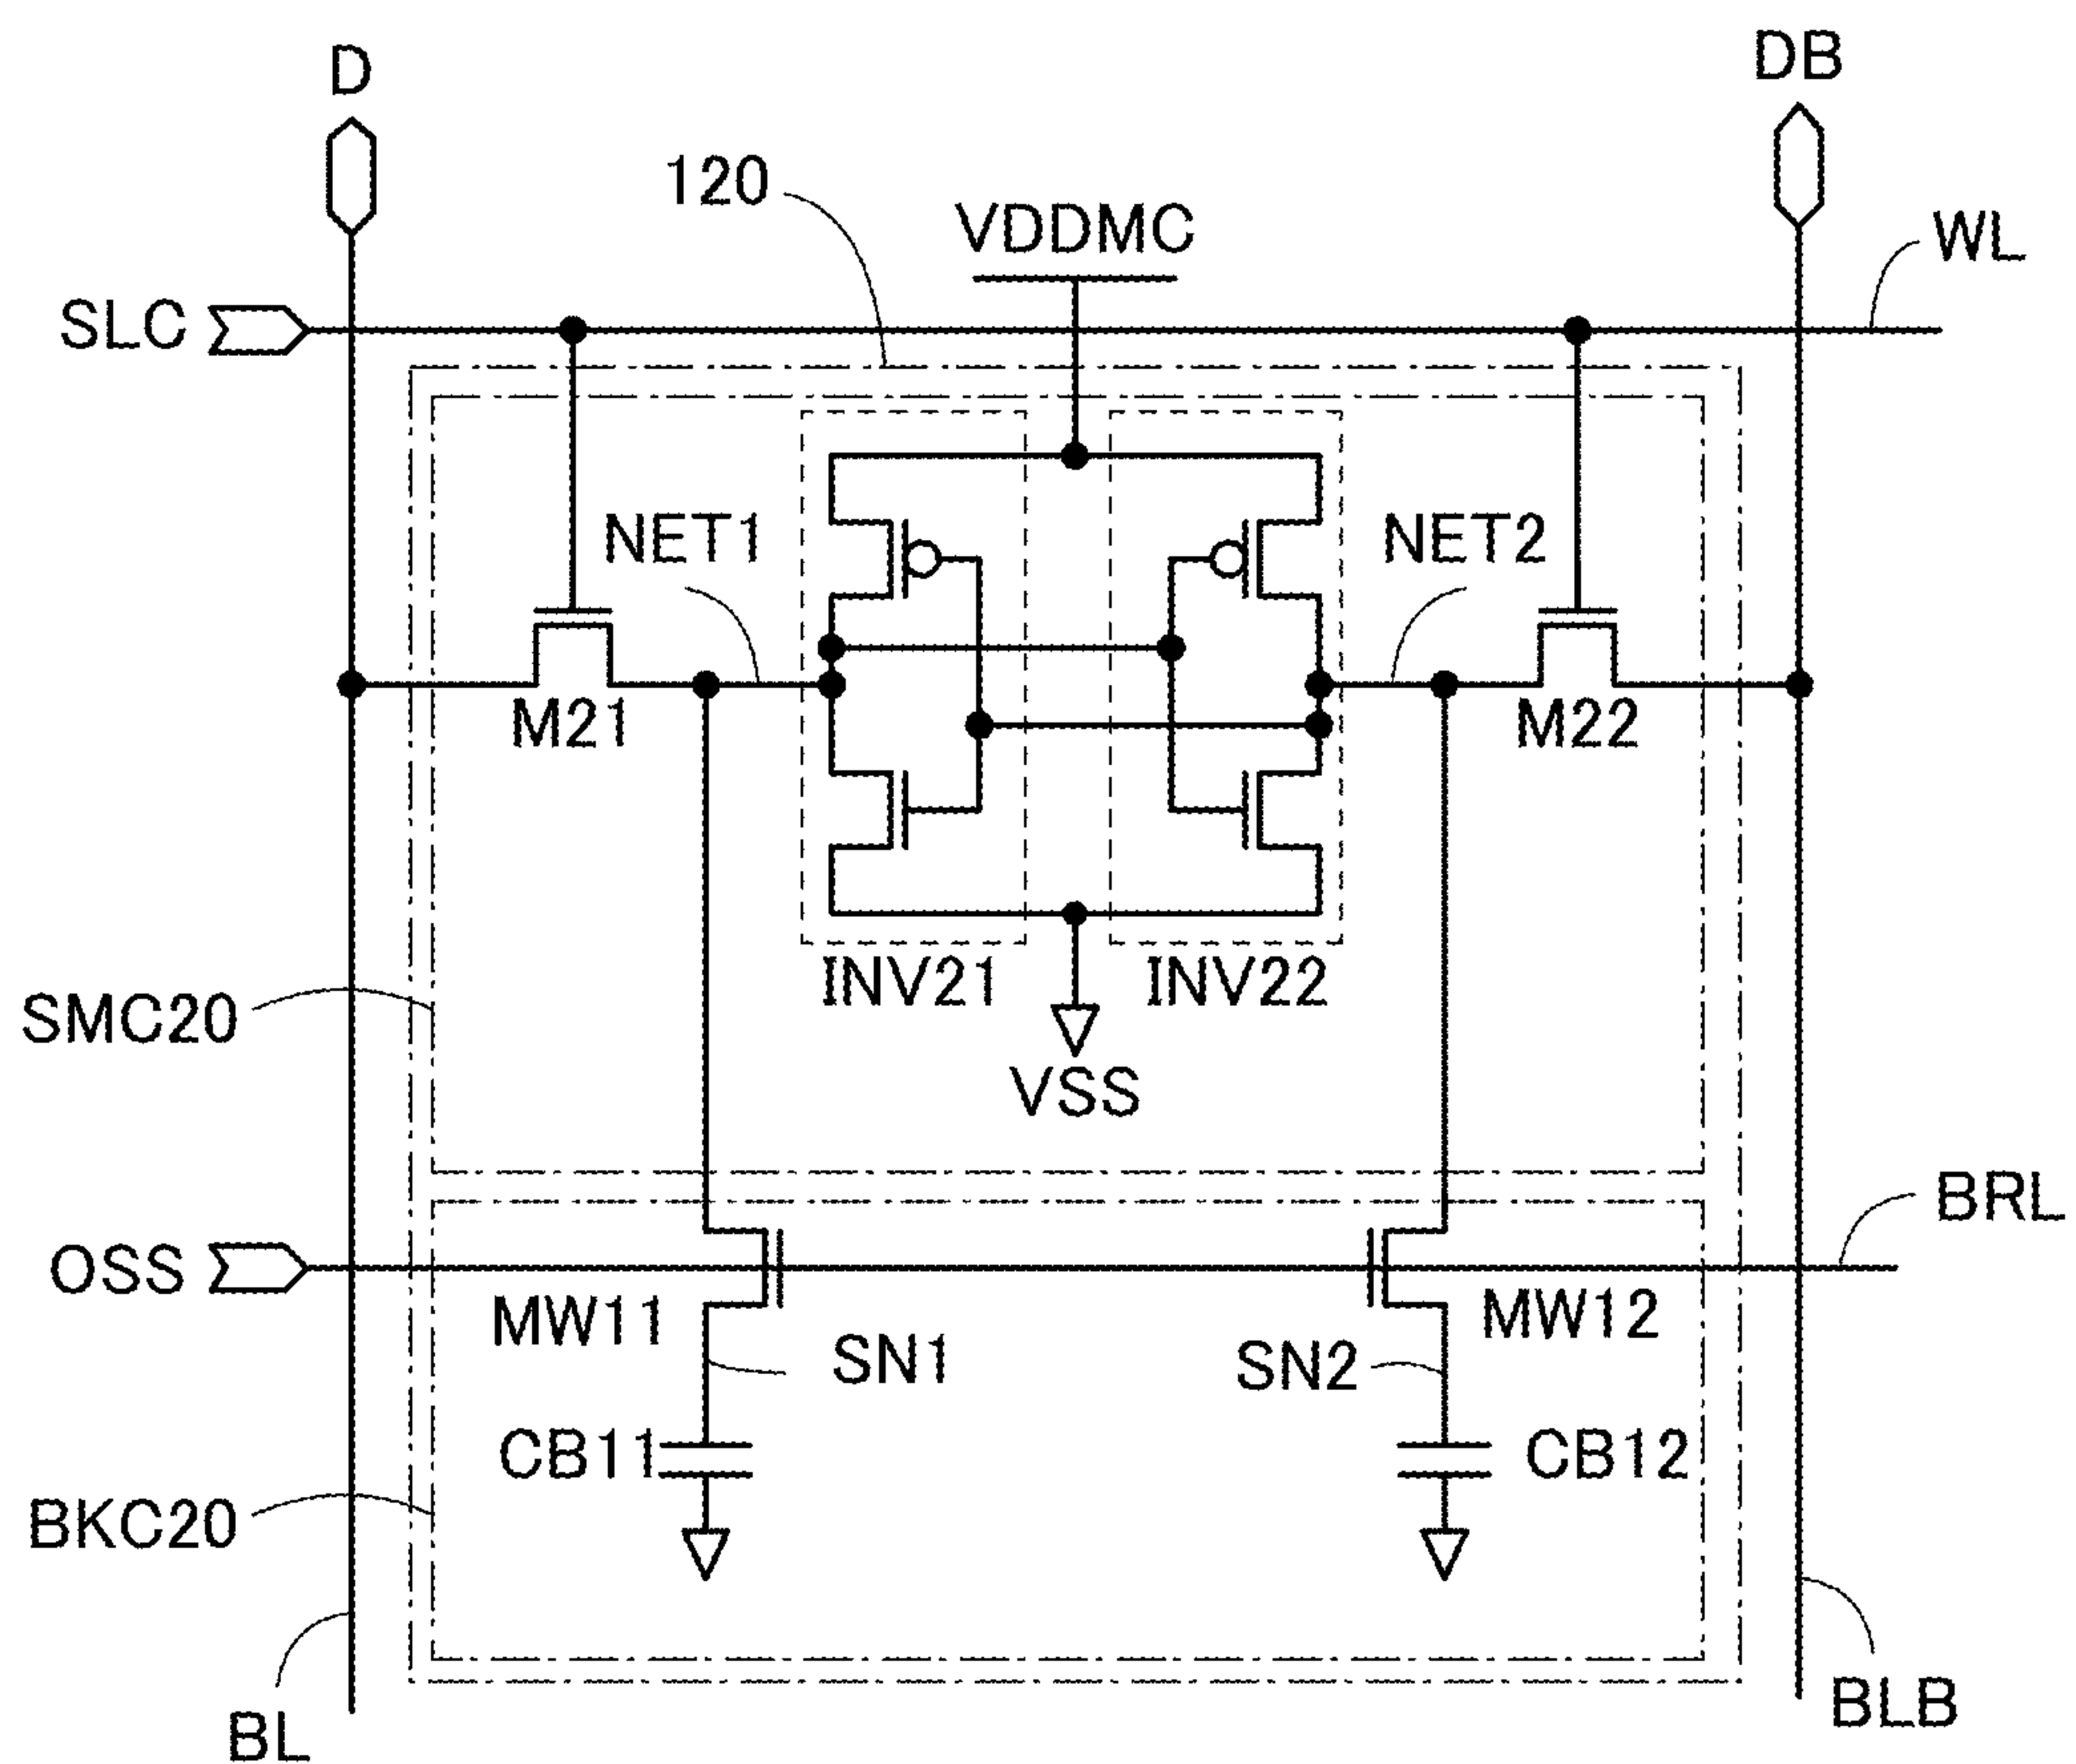 D
DB
120
VDDMC
WL
SLC
NET1
NET2
M21
M22
INV21
INV22
SMC20
VSS
BRL
OSS
MW11
MW12
SN1
SN2
CB11
CB12
BKC20
BL
BLB